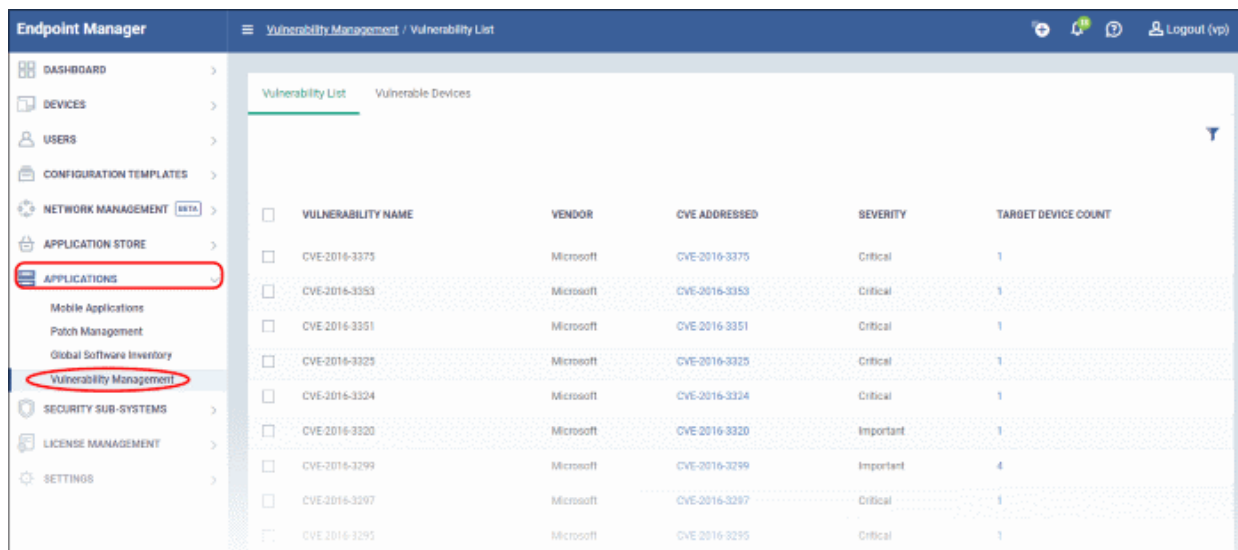 Endpoint Manager
Vulnerability Management / Vulnerability List
Logout (vp)
DASHBOARD
DEVICES
USERS
CONFIGURATION TEMPLATES
NETWORK MANAGEMENT BETA
APPLICATION STORE
APPLICATIONS
Mobile Applications
Patch Management
Global Software Inventory
Vulnerability Management
SECURITY SUB-SYSTEMS
LICENSE MANAGEMENT
SETTINGS
Vulnerability List Vulnerable Devices
VULNERABILITY NAME VENDOR CVE ADDRESSED SEVERITY TARGET DEVICE COUNT
CVE-2016-3375 Microsoft CVE-2016-3375 Critical 1
CVE-2016-3353 Microsoft CVE-2016-3353 Critical 1
CVE-2016-3351 Microsoft CVE-2016-3351 Critical 1
CVE-2016-3325 Microsoft CVE-2016-3325 Critical 1
CVE-2016-3324 Microsoft CVE-2016-3324 Critical 1
CVE-2016-3320 Microsoft CVE-2016-3320 Important 1
CVE-2016-3299 Microsoft CVE-2016-3299 Important 4
CVE-2016-3297 Microsoft CVE-2016-3297 Critical 1
CVE-2016-3295 Microsoft CVE-2016-3295 Critical 1